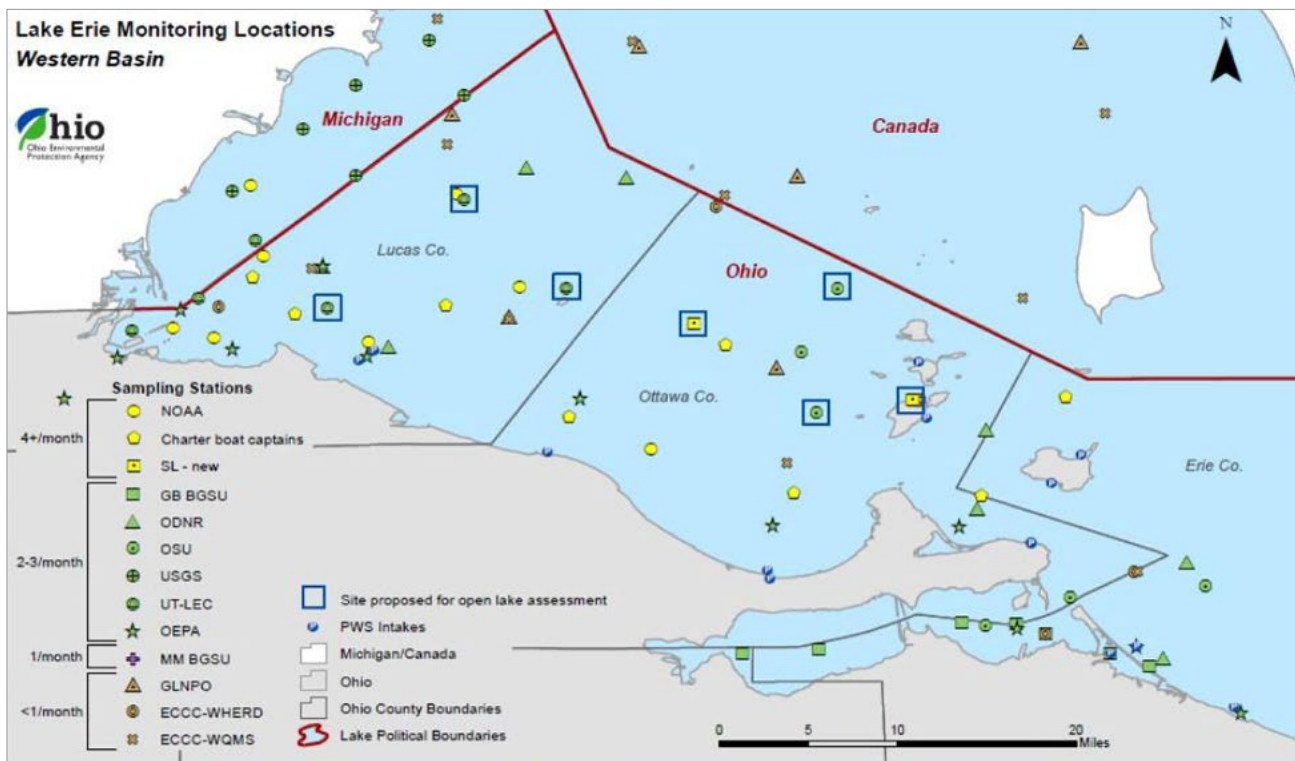 Lake Erie Monitoring Locations
Western Basin
N
Ohio
Ohio Environmental
Protection Agency
Michigan
Canada
Lucas Co.
Ohio
Ottawa Co.
Erie Co.
Sampling Stations
4+/month
NOAA
Charter boat captains
SL - new
2-3/month
GB BGSU
ODNR
OSU
USGS
UT-LEC
OEPA
1/month
MM BGSU
<1/month
GLNPO
ECCC-WHERD
ECCC-WQMS
Site proposed for open lake assessment
P PWS Intakes
Michigan/Canada
Ohio
Ohio County Boundaries
Lake Political Boundaries
0 5 10 20
Miles